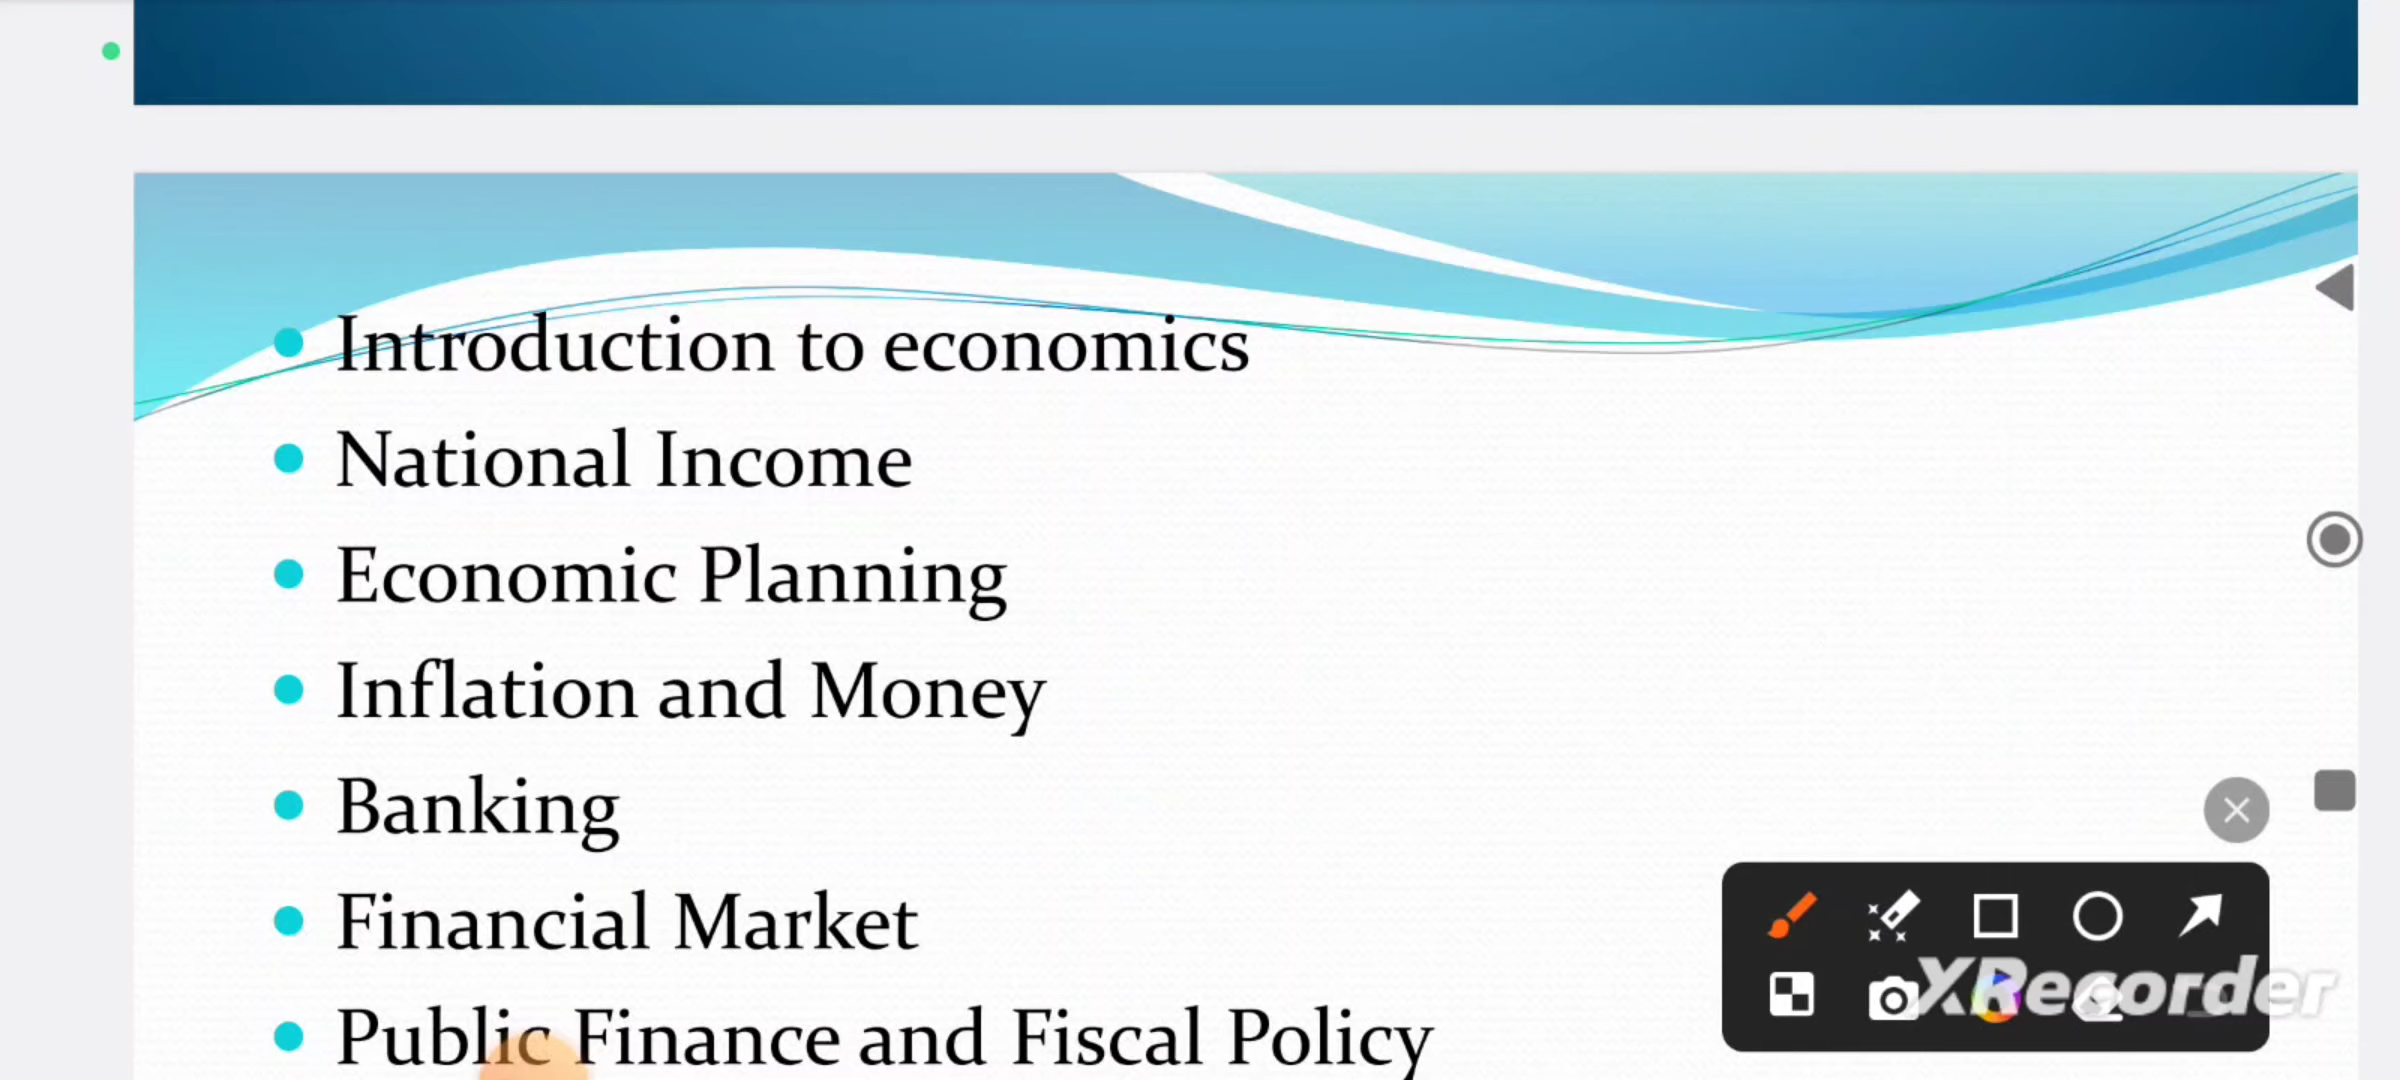 Introduction to economics
National Income
Economic Planning
Inflation and Money
Banking
Financial Market
Public Finance and Fiscal Policy
XRecorder